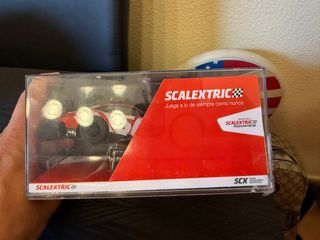 SCALEXTRIC
Juega a lo de siempre como nunca
SCALEXTRIC
ADVANCE
SCALEXTRIC
SCX